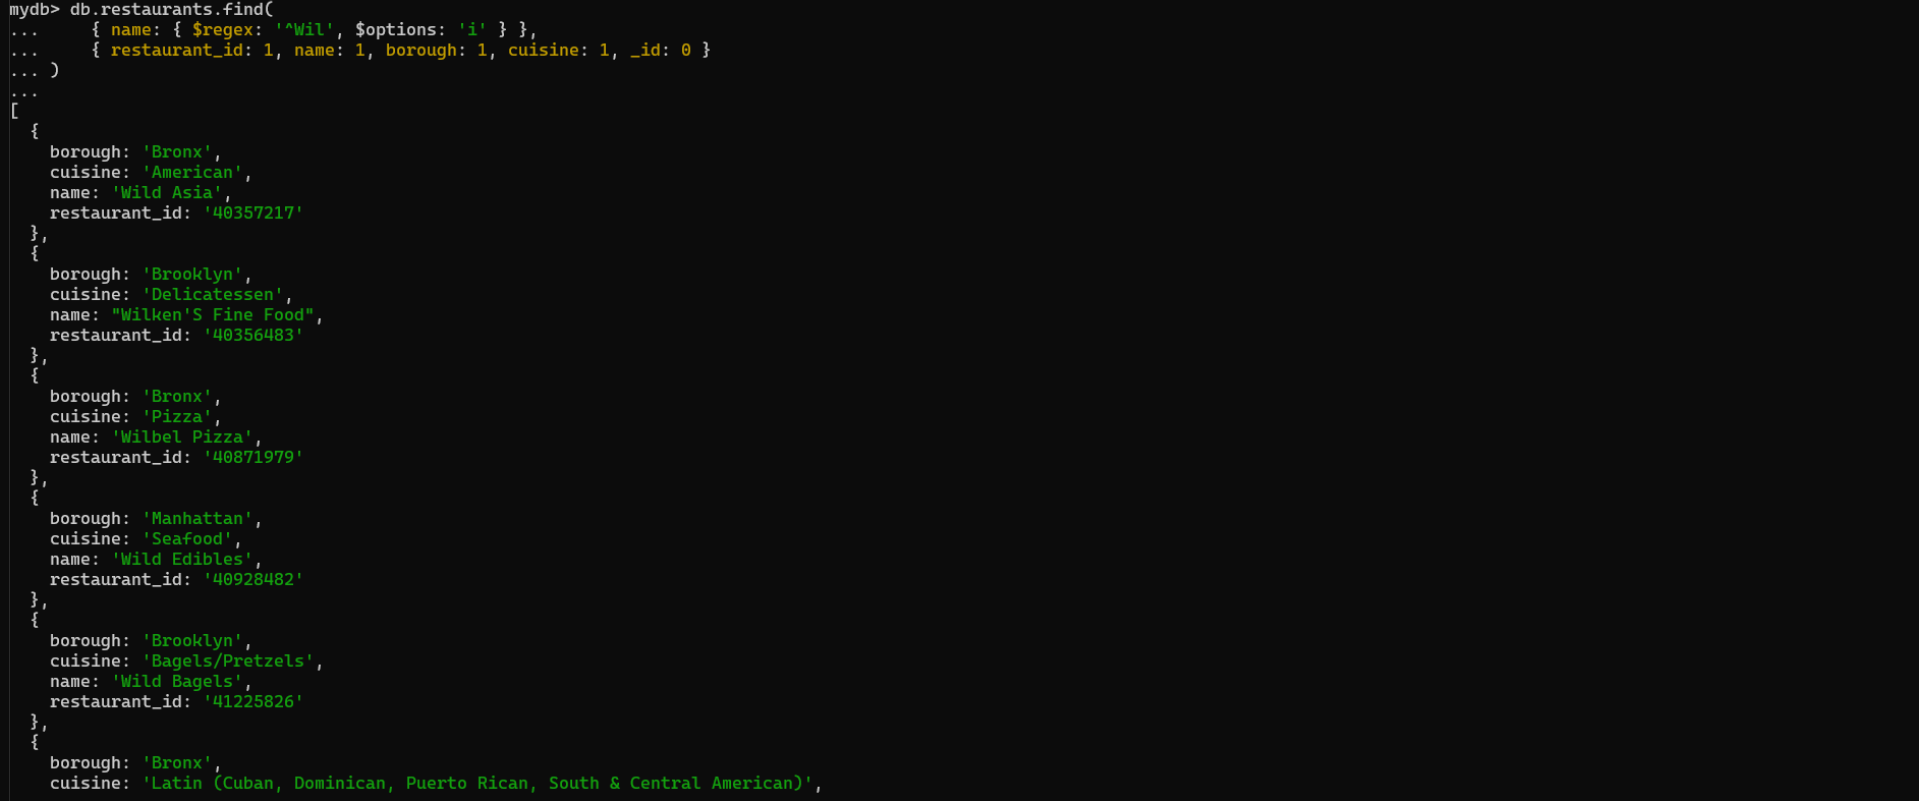 mydb> db.restaurants.find(
...     { name: { $regex: '^Wil', $options: 'i' } },
...     { restaurant_id: 1, name: 1, borough: 1, cuisine: 1, _id: 0 }
... )
...
[
  {
    borough: 'Bronx',
    cuisine: 'American',
    name: 'Wild Asia',
    restaurant_id: '40357217'
  },
  {
    borough: 'Brooklyn',
    cuisine: 'Delicatessen',
    name: "Wilken'S Fine Food",
    restaurant_id: '40356483'
  },
  {
    borough: 'Bronx',
    cuisine: 'Pizza',
    name: 'Wilbel Pizza',
    restaurant_id: '40871979'
  },
  {
    borough: 'Manhattan',
    cuisine: 'Seafood',
    name: 'Wild Edibles',
    restaurant_id: '40928482'
  },
  {
    borough: 'Brooklyn',
    cuisine: 'Bagels/Pretzels',
    name: 'Wild Bagels',
    restaurant_id: '41225826'
  },
  {
    borough: 'Bronx',
    cuisine: 'Latin (Cuban, Dominican, Puerto Rican, South & Central American)',